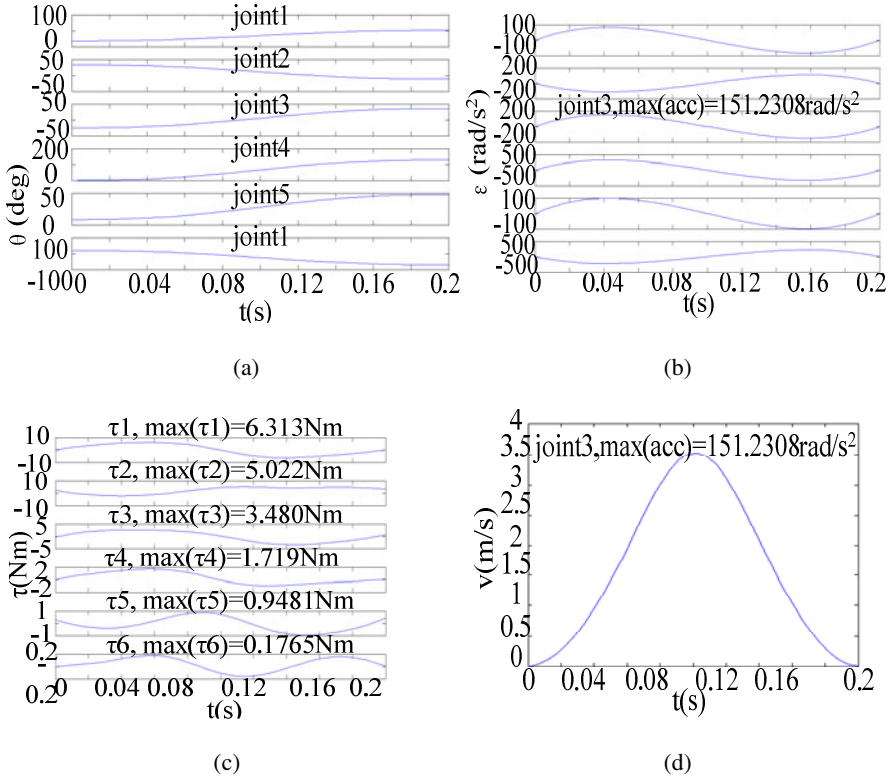 100
0
joint1
50
-50
joint2
50
-50
joint3
200
0
joint4
50
0
joint5
100
-100
joint1
θ (deg)
0 0.04 0.08 0.12 0.16 0.2
t(s)
(a)
100
-100
200
-200
joint3,max(acc)=151.2308rad/s²
200
-200
500
-500
100
-100
500
-500
ε (rad/s²)
0 0.04 0.08 0.12 0.16 0.2
t(s)
(b)
τ1, max(τ1)=6.313Nm
10
-10
τ2, max(τ2)=5.022Nm
10
-10
τ3, max(τ3)=3.480Nm
5
-5
τ4, max(τ4)=1.719Nm
2
-2
τ5, max(τ5)=0.9481Nm
1
-1
τ6, max(τ6)=0.1765Nm
0.2
-
0.2
τ(Nm)
0 0.04 0.08 0.12 0.16 0.2
t(s)
(c)
4
3.5
joint3,max(acc)=151.2308rad/s²
3
2.5
2
1.5
1
0.5
0
v(m/s)
0 0.04 0.08 0.12 0.16 0.2
t(s)
(d)